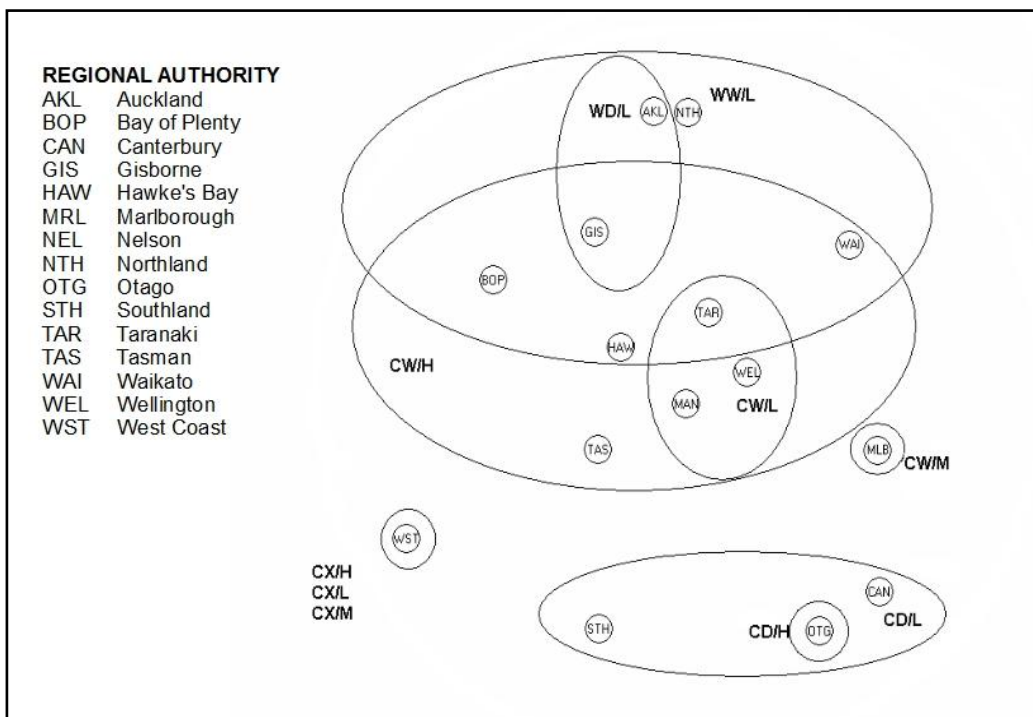 REGIONAL AUTHORITY
AKL Auckland
BOP Bay of Plenty
CAN Canterbury
GIS Gisborne
HAW Hawke's Bay
MRL Marlborough
NEL Nelson
NTH Northland
OTG Otago
STH Southland
TAR Taranaki
TAS Tasman
WAI Waikato
WEL Wellington
WST West Coast
WD/L AKL NTH WW/L
GIS
WAI
BOP
TAR
HAW
CW/H
WEL
MAN CW/L
TAS
MLB CW/M
WST
CX/H
CX/L
CX/M
CAN
CD/L
STH
CD/H OTG